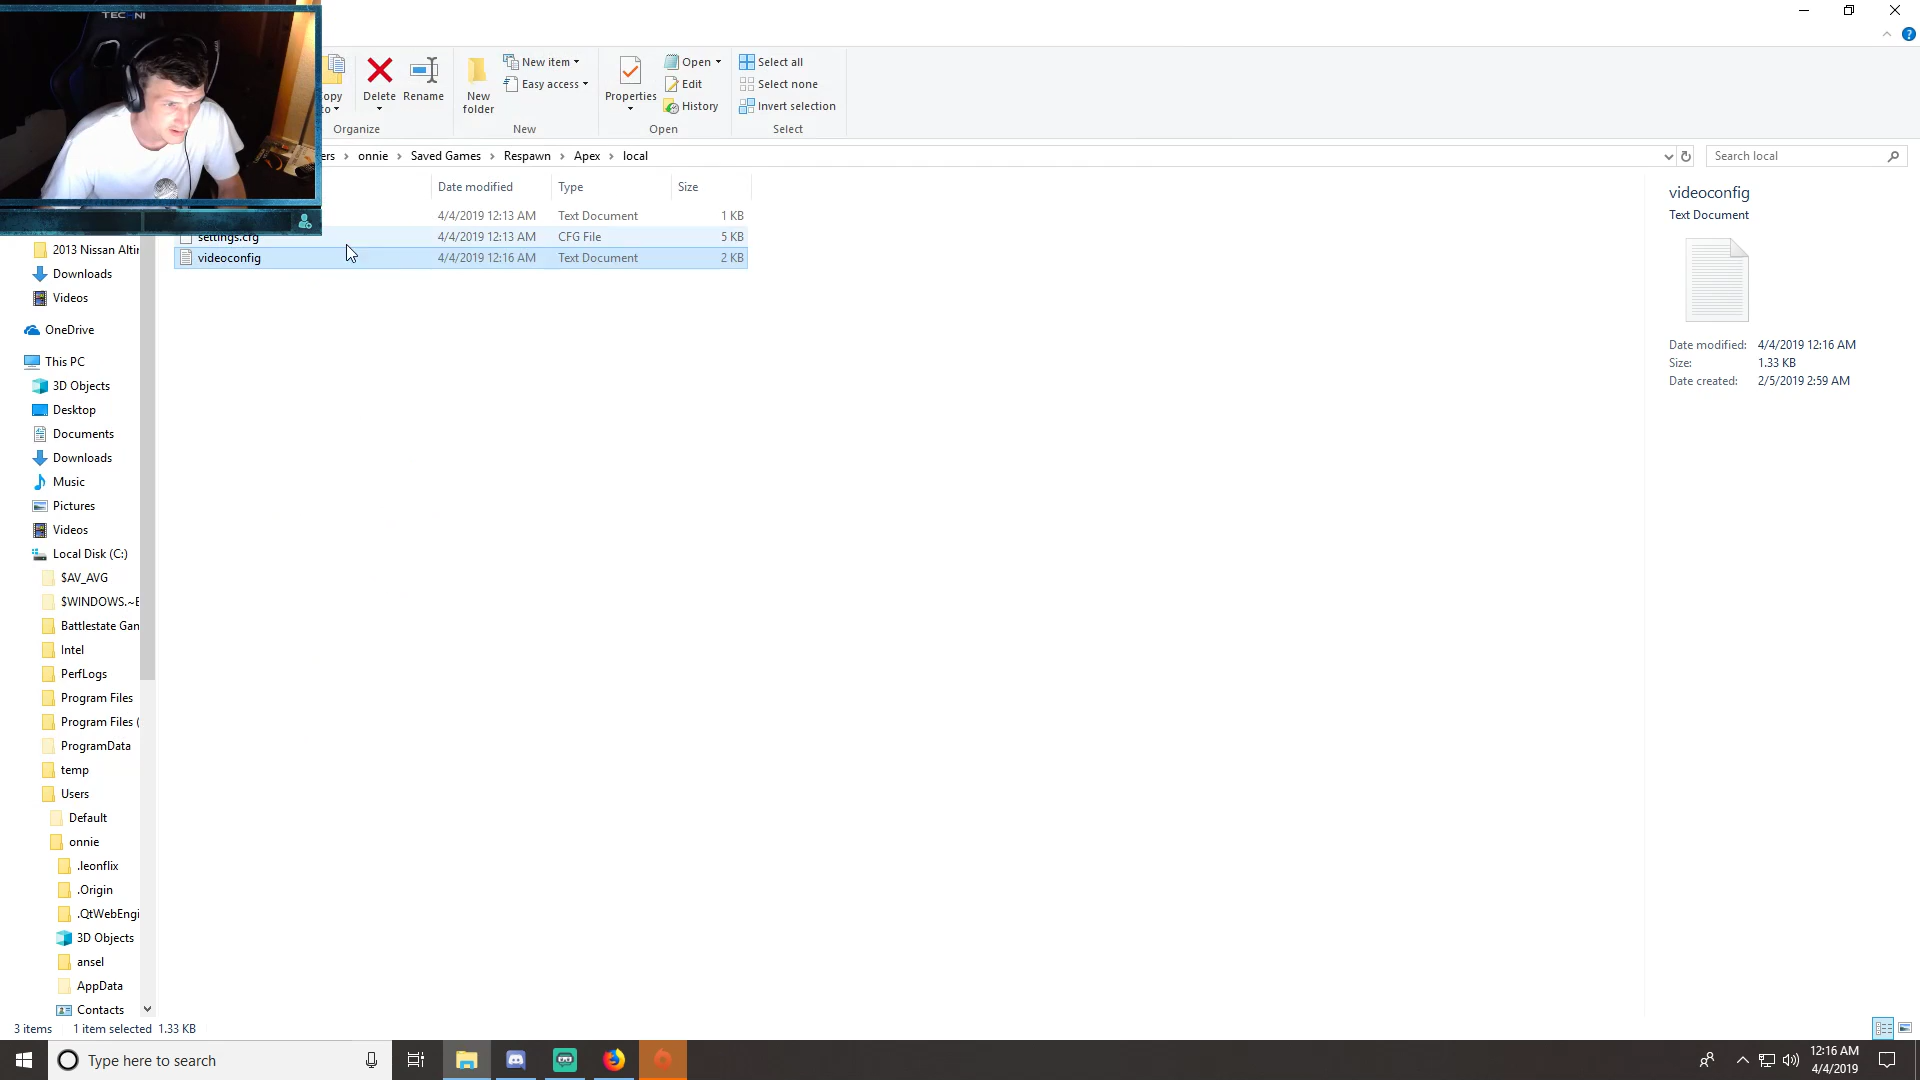 TECHNI
opy
to
Delete
Rename
Organize
New
folder
New item
Easy access
New
Properties
Open
Edit
History
Open
Select all
Select none
Invert selection
Select
ers > onnie > Saved Games > Respawn > Apex > local
Search local
Date modified Type Size
4/4/2019 12:13 AM Text Document 1 KB
settings.cfg 4/4/2019 12:13 AM CFG File 5 KB
videoconfig 4/4/2019 12:16 AM Text Document 2 KB
2013 Nissan Altin
Downloads
Videos
OneDrive
This PC
3D Objects
Desktop
Documents
Downloads
Music
Pictures
Videos
Local Disk (C:)
$AV_AVG
$WINDOWS.~E
Battlestate Gan
Intel
PerfLogs
Program Files
Program Files (
ProgramData
temp
Users
Default
onnie
.leonflix
.Origin
.QtWebEngi
3D Objects
ansel
AppData
Contacts
videoconfig
Text Document
Date modified: 4/4/2019 12:16 AM
Size: 1.33 KB
Date created: 2/5/2019 2:59 AM
3 items 1 item selected 1.33 KB
Type here to search
12:16 AM
4/4/2019